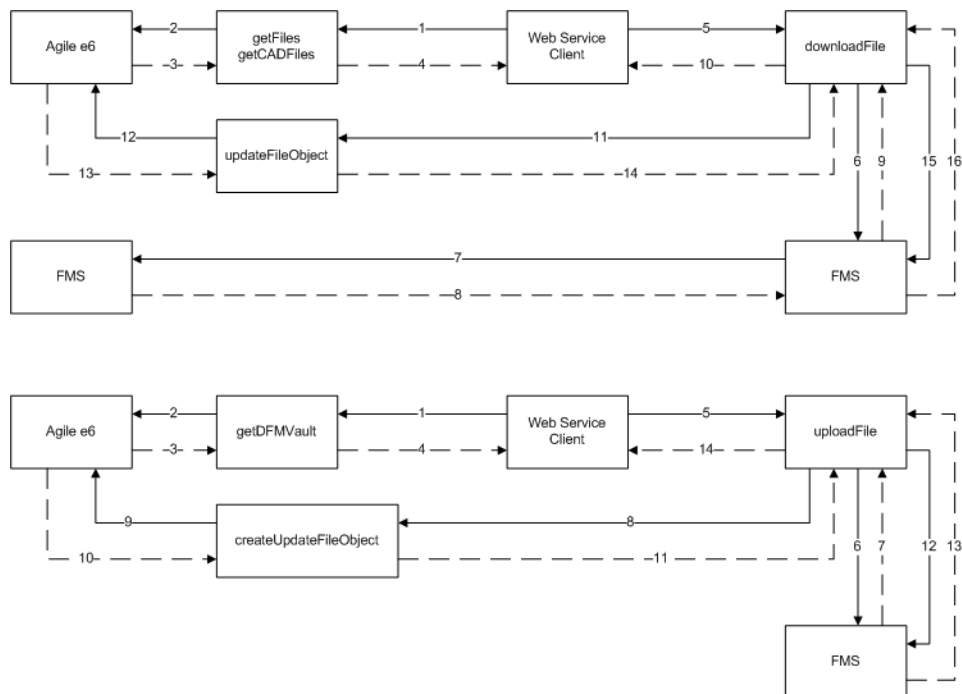 2
1
5
Agile e6
getFiles
getCADFiles
Web Service
Client
downloadFile
3
4
10
12
11
updateFileObject
13
14
6
9
15
16
7
FMS
FMS
8
2
1
5
Agile e6
getDFMVault
Web Service
Client
uploadFile
3
4
14
9
8
createUpdateFileObject
10
11
6
7
12
13
FMS